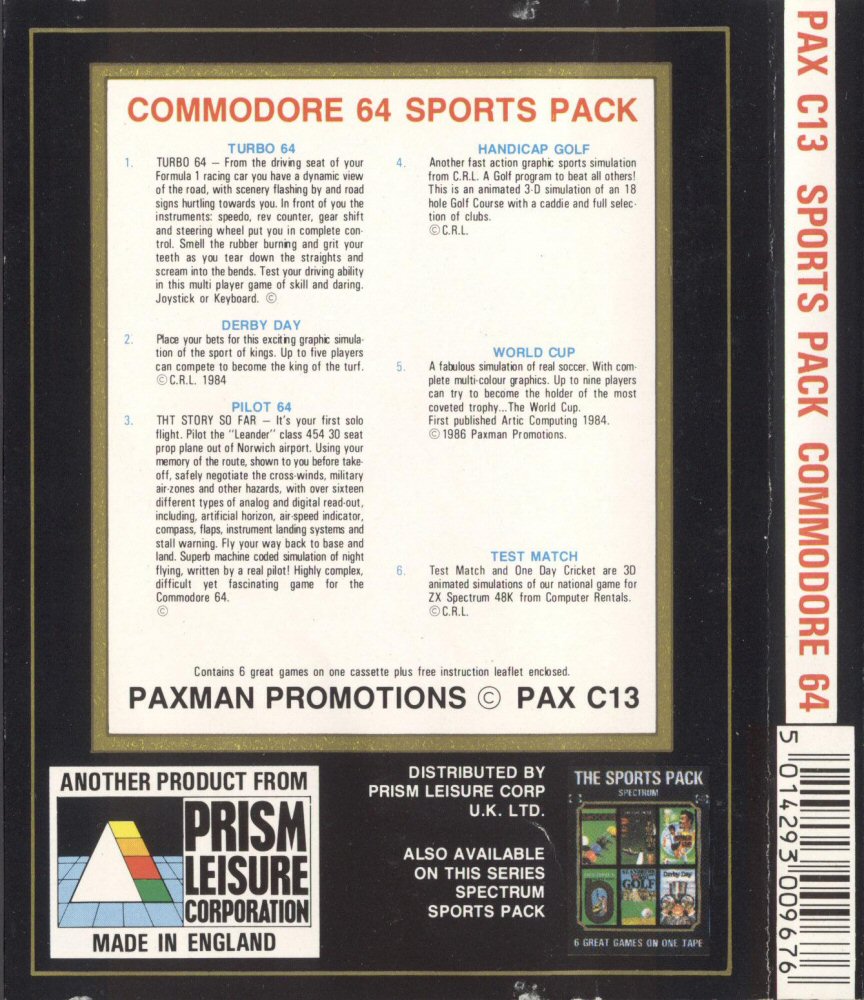 COMMODORE 64 SPORTS PACK
TURBO 64
1. TURBO 64 – From the driving seat of your
Formula 1 racing car you have a dynamic view
of the road, with scenery flashing by and road
signs hurtling towards you. In front of you the
instruments: speedo, rev counter, gear shift
and steering wheel put you in complete con-
trol. Smell the rubber burning and grit your
teeth as you tear down the straights and
scream into the bends. Test your driving ability
in this multi player game of skill and daring.
Joystick or Keyboard. ©
DERBY DAY
2. Place your bets for this exciting graphic simula-
tion of the sport of kings. Up to five players
can compete to become the king of the turf.
© C.R.L. 1984
PILOT 64
3. THT STORY SO FAR – It's your first solo
flight. Pilot the "Leander" class 454 30 seat
prop plane out of Norwich airport. Using your
memory of the route, shown to you before take-
off, safely negotiate the cross-winds, military
air-zones and other hazards, with over sixteen
different types of analog and digital read-out,
including, artificial horizon, air-speed indicator,
compass, flaps, instrument landing systems and
stall warning. Fly your way back to base and
land. Superb machine coded simulation of night
flying, written by a real pilot! Highly complex,
difficult yet fascinating game for the
Commodore 64.
©
HANDICAP GOLF
4. Another fast action graphic sports simulation
from C.R.L. A Golf program to beat all others!
This is an animated 3-D simulation of an 18
hole Golf Course with a caddie and full selec-
tion of clubs.
© C.R.L.
WORLD CUP
5. A fabulous simulation of real soccer. With com-
plete multi-colour graphics. Up to nine players
can try to become the holder of the most
coveted trophy...The World Cup.
First published Artic Computing 1984.
© 1986 Paxman Promotions.
TEST MATCH
6. Test Match and One Day Cricket are 3D
animated simulations of our national game for
ZX Spectrum 48K from Computer Rentals.
© C.R.L.
Contains 6 great games on one cassette plus free instruction leaflet enclosed.
PAXMAN PROMOTIONS © PAX C13
ANOTHER PRODUCT FROM
PRISM
LEISURE
CORPORATION
MADE IN ENGLAND
DISTRIBUTED BY
PRISM LEISURE CORP
U.K. LTD.
ALSO AVAILABLE
ON THIS SERIES
SPECTRUM
SPORTS PACK
THE SPORTS PACK
SPECTRUM
GOLF
Derby Day
6 GREAT GAMES ON ONE TAPE
PAX C13 SPORTS PACK COMMODORE 64
5 014293 009676